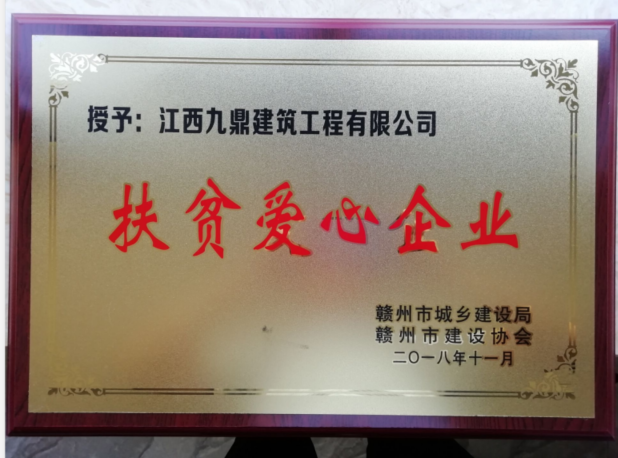 授予：江西九鼎建筑工程有限公司
扶贫爱心企业
赣州市城乡建设局
赣州市建设协会
二〇一八年十一月